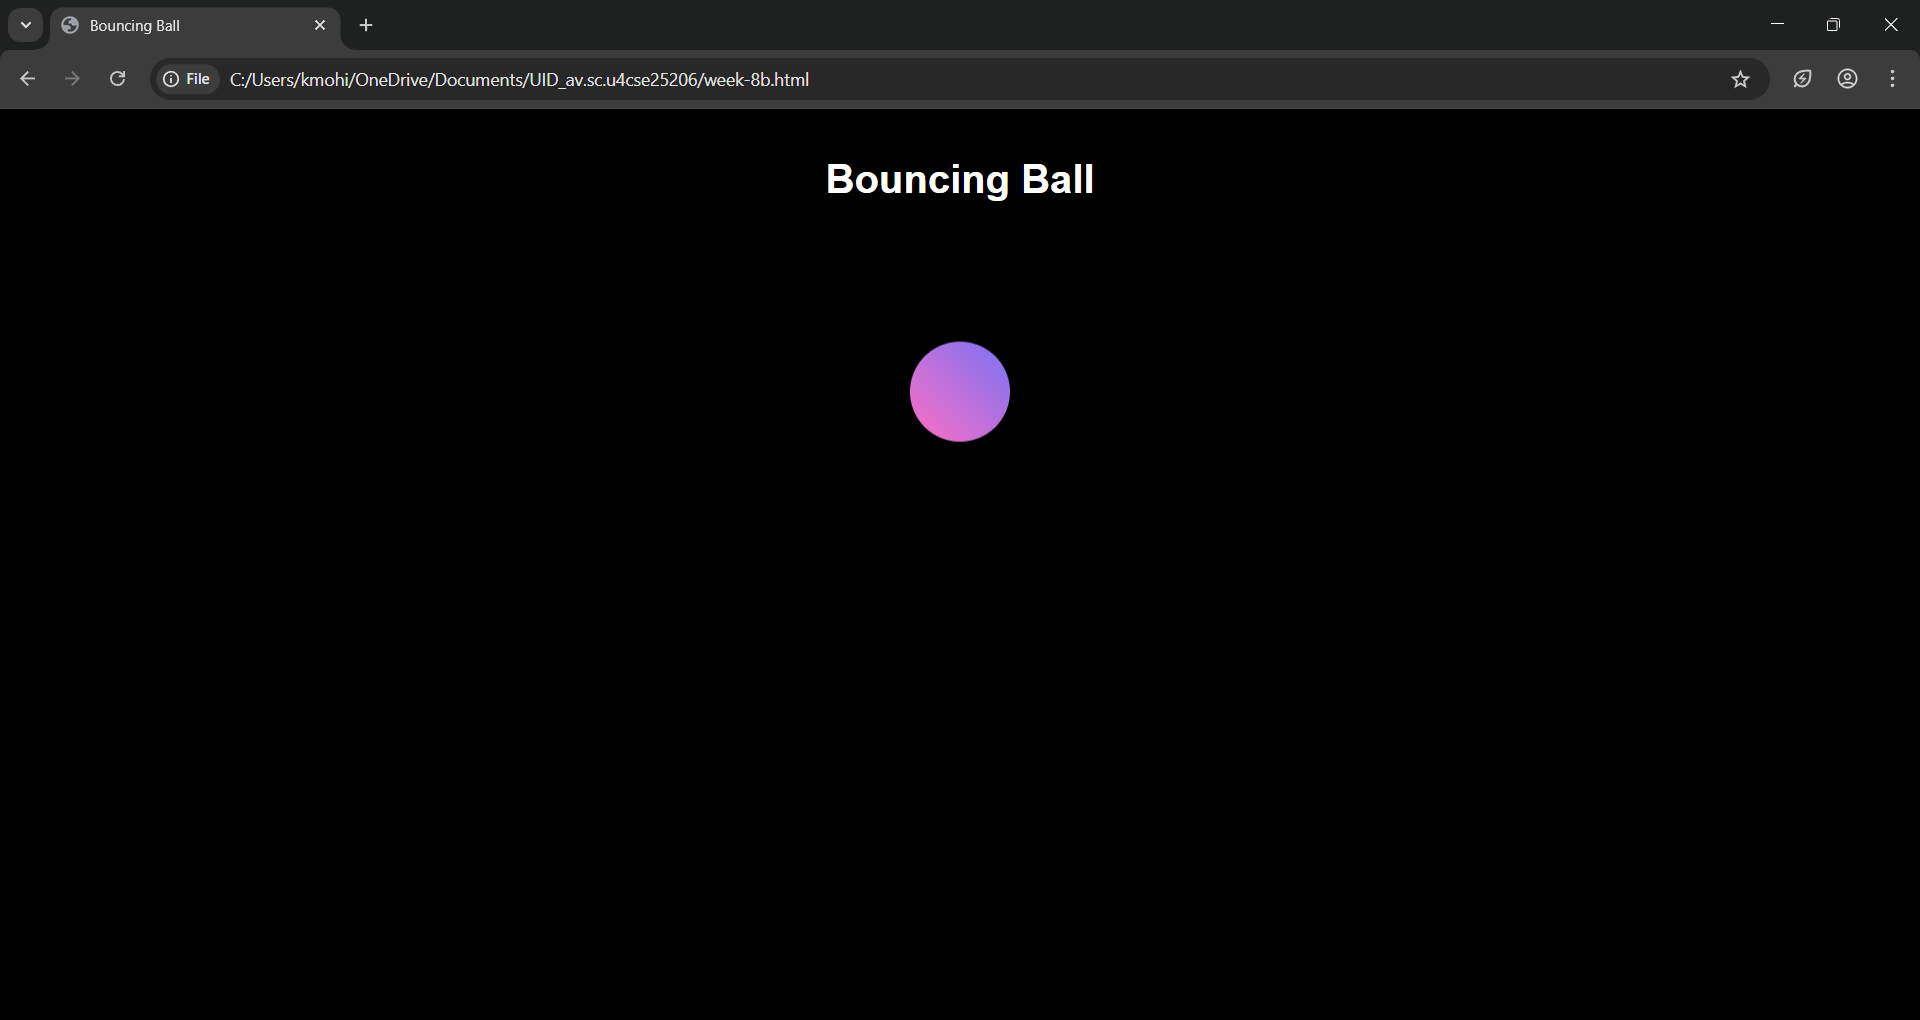 Bouncing Ball
File C:/Users/kmohi/OneDrive/Documents/UID_av.sc.u4cse25206/week-8b.html
Bouncing Ball